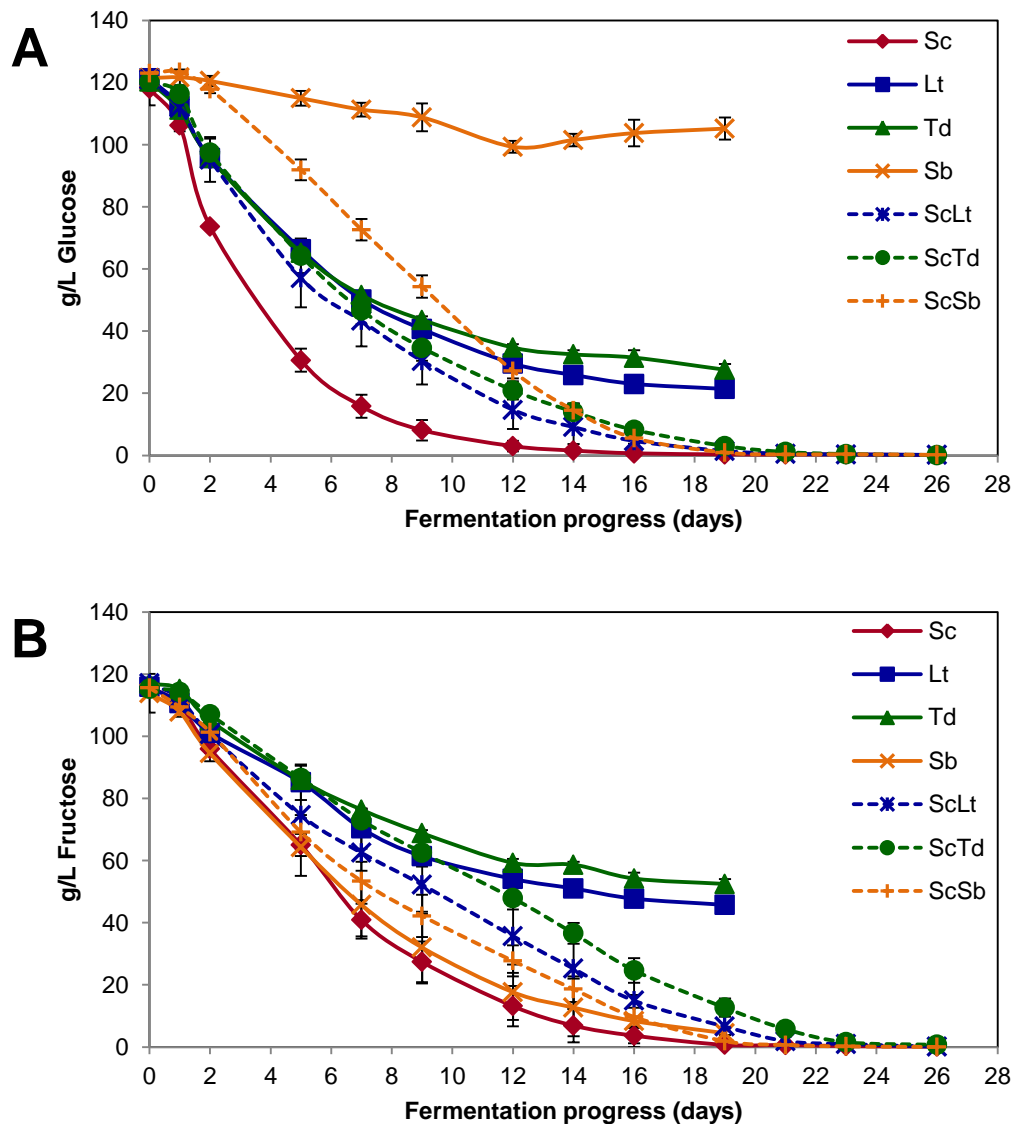 A
g/L Glucose
140
120
100
80
60
40
20
0
0 2 4 6 8 10 12 14 16 18 20 22 24 26 28
Fermentation progress (days)
Sc
Lt
Td
Sb
ScLt
ScTd
ScSb
B
g/L Fructose
140
120
100
80
60
40
20
0
0 2 4 6 8 10 12 14 16 18 20 22 24 26 28
Fermentation progress (days)
Sc
Lt
Td
Sb
ScLt
ScTd
ScSb